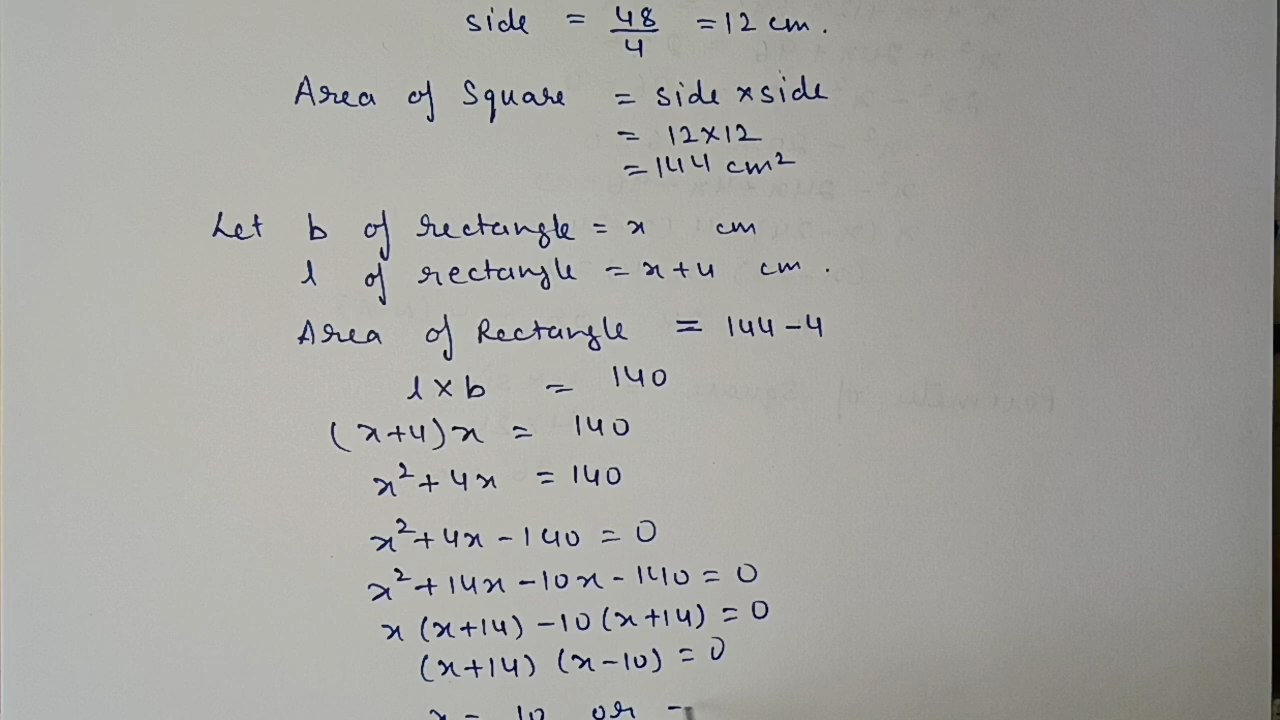 side = 48/4 = 12 cm.
Area of Square = side × side
= 12×12
= 144 cm²
Let b of rectangle = x cm
l of rectangle = x+4 cm.
Area of Rectangle = 144-4
l × b = 140
(x+4)x = 140
x²+4x = 140
x²+4x-140 = 0
x²+14x-10x-140 = 0
x(x+14)-10(x+14) = 0
(x+14)(x-10) = 0
x = 10 or -